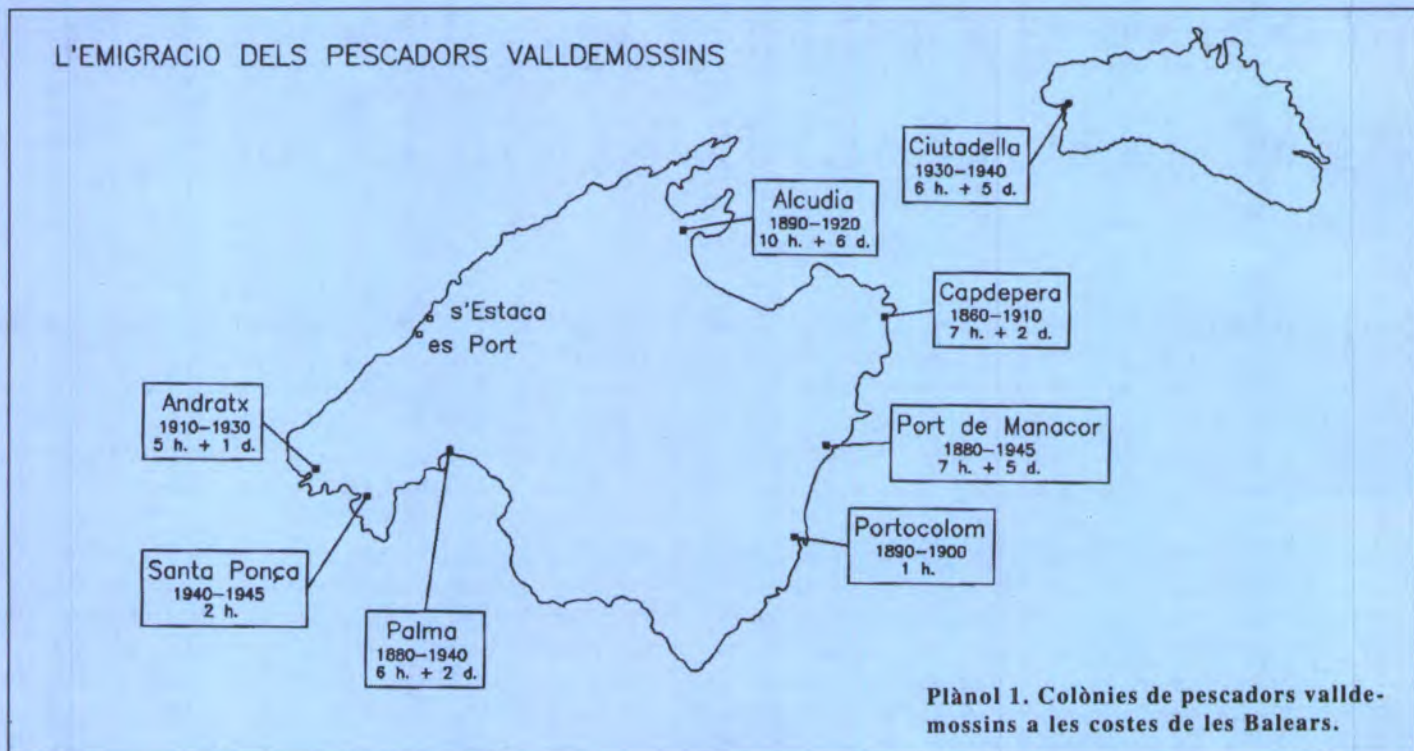 L'EMIGRACIO DELS PESCADORS VALLDEMOSSINS
Ciutadella
1930-1940
6 h. + 5 d.
Alcudia
1890-1920
10 h. + 6 d.
Capdepera
1860-1910
7 h. + 2 d.
s'Estaca
es Port
Andratx
1910-1930
5 h. + 1 d.
Port de Manacor
1880-1945
7 h. + 5 d.
Portocolom
1890-1900
1 h.
Santa Ponça
1940-1945
2 h.
Palma
1880-1940
6 h. + 2 d.
Plànol 1. Colònies de pescadors vallde-
mossins a les costes de les Balears.